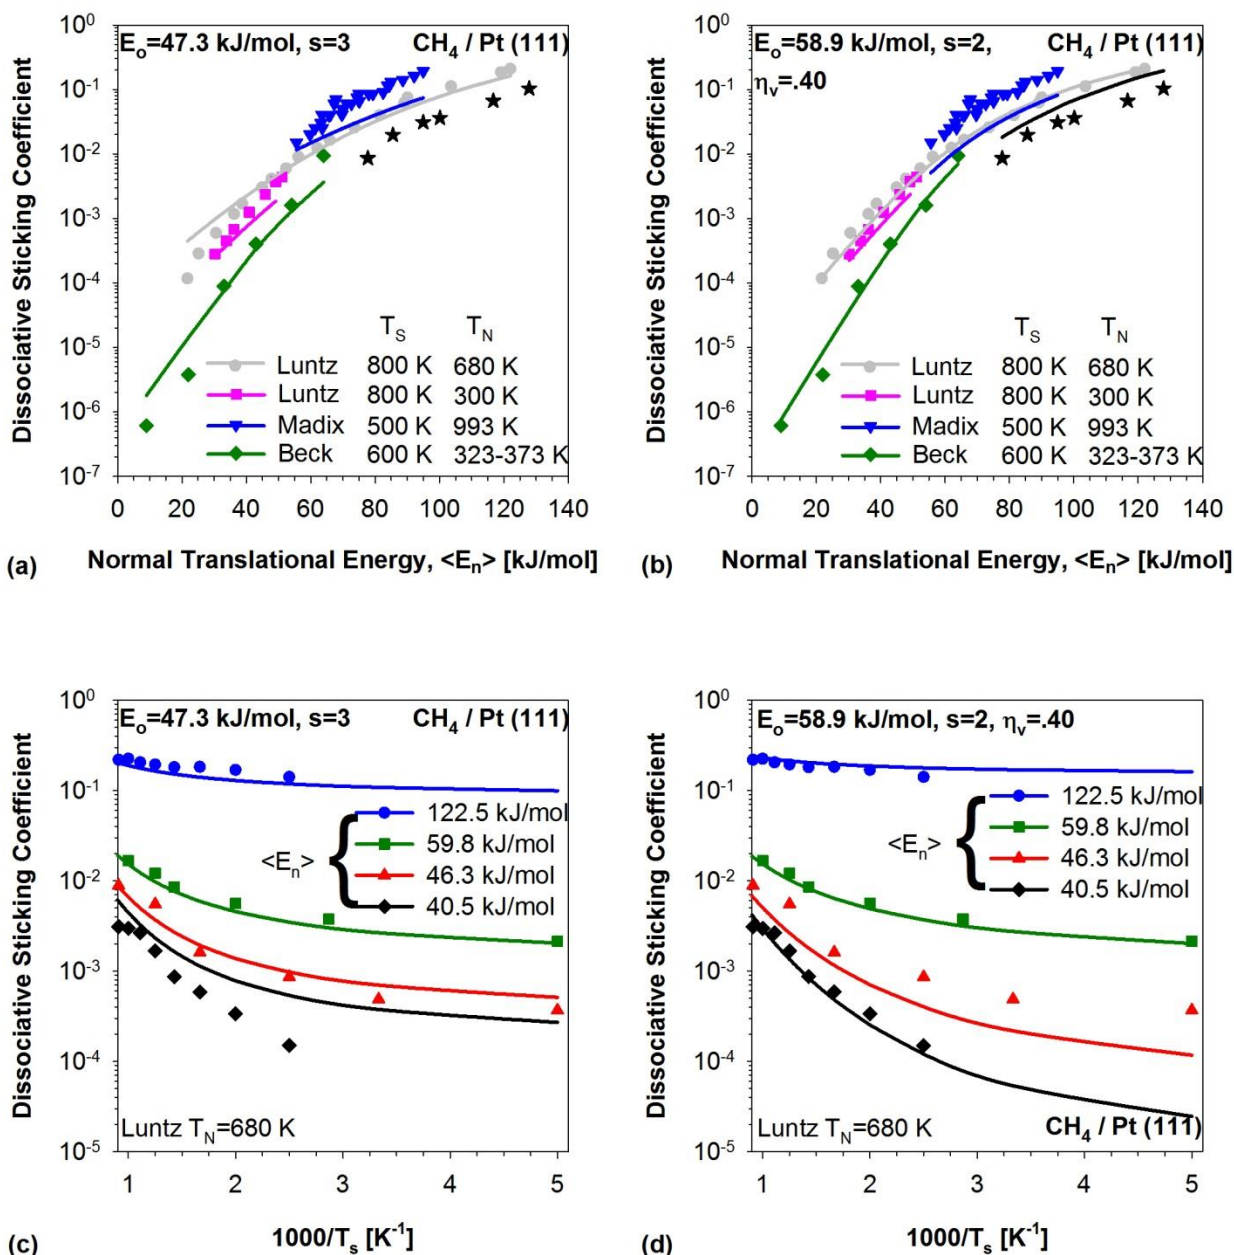 E₀=47.3 kJ/mol, s=3 CH₄ / Pt (111)
Dissociative Sticking Coefficient
10⁰
10⁻¹
10⁻²
10⁻³
10⁻⁴
10⁻⁵
10⁻⁶
10⁻⁷
T_S T_N
Luntz 800 K 680 K
Luntz 800 K 300 K
Madix 500 K 993 K
Beck 600 K 323-373 K
0 20 40 60 80 100 120 140
(a) Normal Translational Energy, <Eₙ> [kJ/mol]
E₀=58.9 kJ/mol, s=2, CH₄ / Pt (111)
ηᵥ=.40
Dissociative Sticking Coefficient
10⁰
10⁻¹
10⁻²
10⁻³
10⁻⁴
10⁻⁵
10⁻⁶
10⁻⁷
T_S T_N
Luntz 800 K 680 K
Luntz 800 K 300 K
Madix 500 K 993 K
Beck 600 K 323-373 K
0 20 40 60 80 100 120 140
(b) Normal Translational Energy, <Eₙ> [kJ/mol]
E₀=47.3 kJ/mol, s=3 CH₄ / Pt (111)
Dissociative Sticking Coefficient
10⁰
10⁻¹
10⁻²
10⁻³
10⁻⁴
10⁻⁵
<Eₙ> {
122.5 kJ/mol
59.8 kJ/mol
46.3 kJ/mol
40.5 kJ/mol
Luntz T_N=680 K
1 2 3 4 5
(c) 1000/Tₛ [K⁻¹]
E₀=58.9 kJ/mol, s=2, ηᵥ=.40
Dissociative Sticking Coefficient
10⁰
10⁻¹
10⁻²
10⁻³
10⁻⁴
10⁻⁵
<Eₙ> {
122.5 kJ/mol
59.8 kJ/mol
46.3 kJ/mol
40.5 kJ/mol
Luntz T_N=680 K CH₄ / Pt (111)
1 2 3 4 5
(d) 1000/Tₛ [K⁻¹]